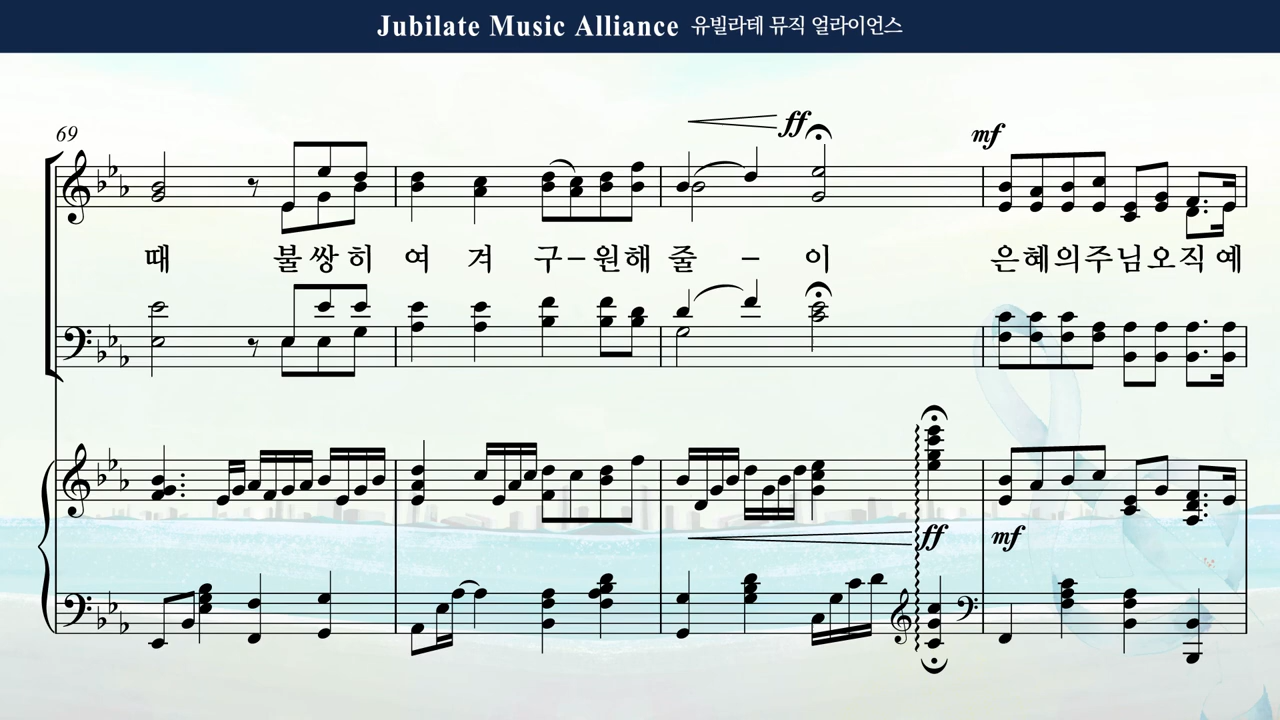 Jubilate Music Alliance 유빌라테 뮤직 얼라이언스
69
ff
mf
때 불 쌍 히 여 겨 구-원 해 줄 - 이 은혜의주님오직 예
ff
mf